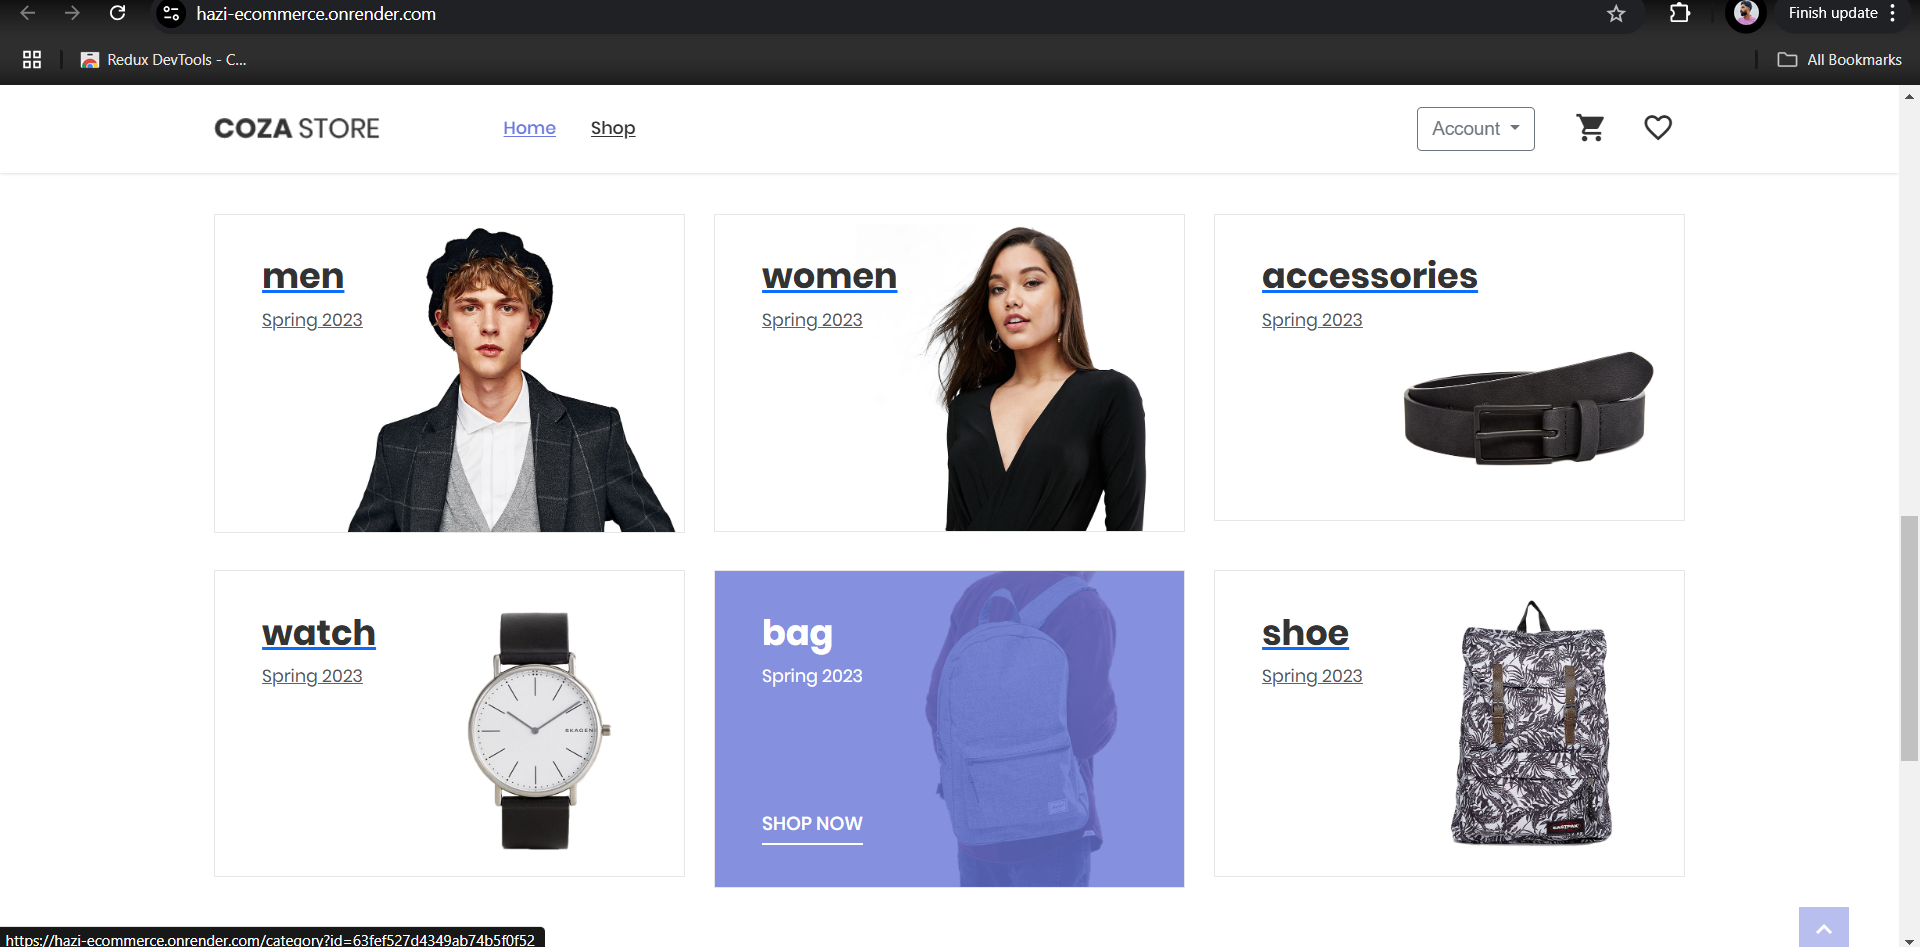 hazi-ecommerce.onrender.com
Finish update
Redux DevTools - C...
All Bookmarks
COZA STORE
Home
Shop
Account
men
Spring 2023
women
Spring 2023
accessories
Spring 2023
watch
Spring 2023
SKAGEN
bag
Spring 2023
SHOP NOW
shoe
Spring 2023
EASTPAK
https://hazi-ecommerce.onrender.com/category?id=63fef527d4349ab74b5f0f52